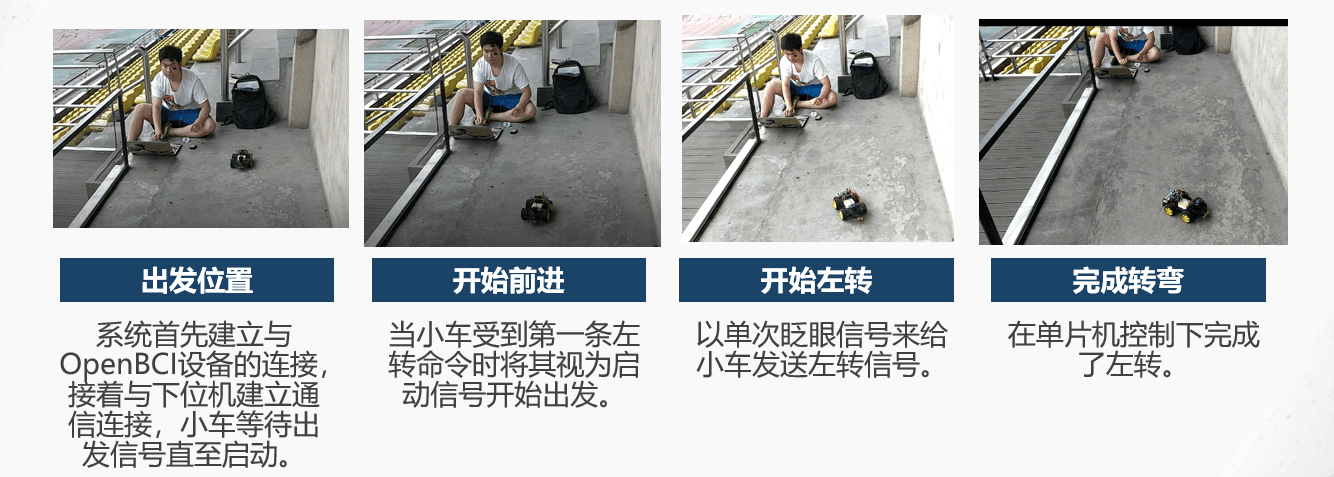 出发位置
系统首先建立与
OpenBCI设备的连接，
接着与下位机建立通
信连接，小车等待出
发信号直至启动。
开始前进
当小车受到第一条左
转命令时将其视为启
动信号开始出发。
开始左转
以单次眨眼信号来给
小车发送左转信号。
完成转弯
在单片机控制下完成
了左转。